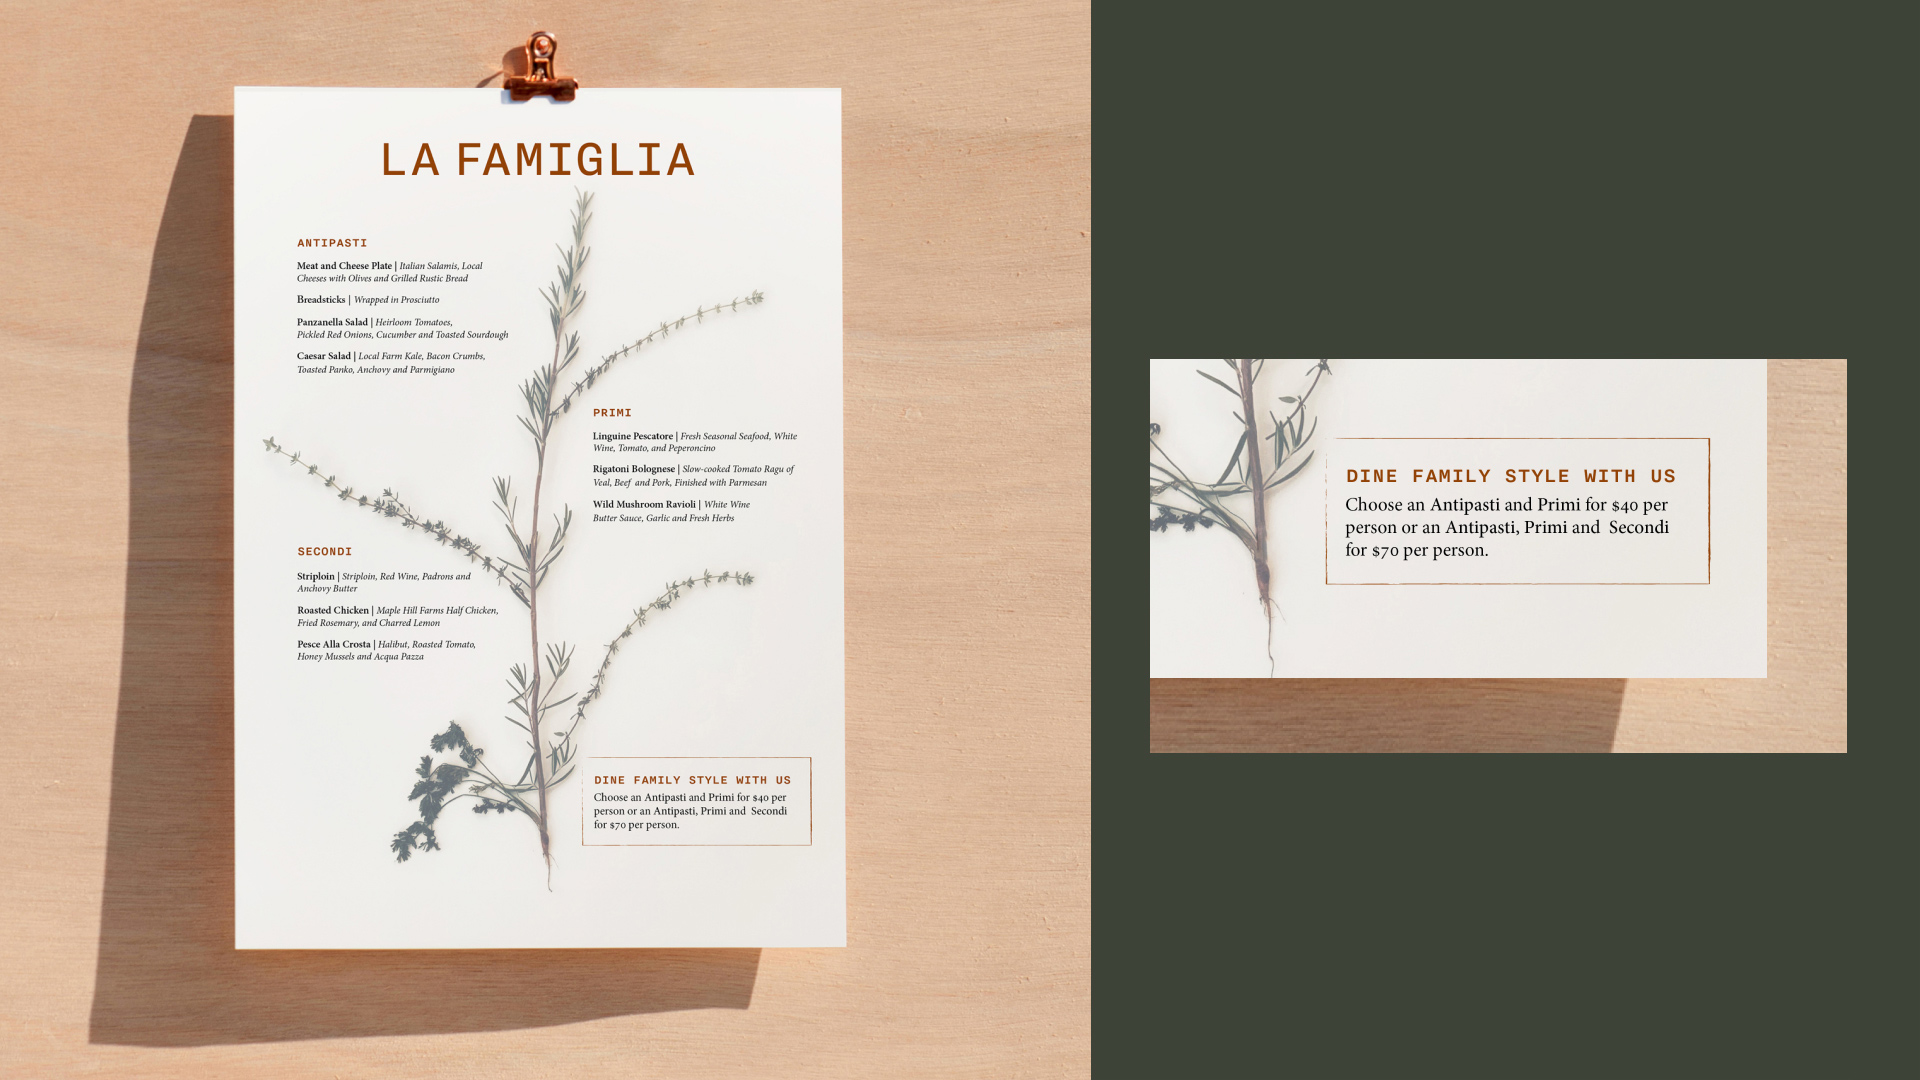 LA FAMIGLIA
ANTIPASTI
Meat and Cheese Plate | Italian Salamis, Local
Cheeses with Olives and Grilled Rustic Bread
Breadsticks | Wrapped in Prosciutto
Panzanella Salad | Heirloom Tomatoes,
Pickled Red Onions, Cucumber and Toasted Sourdough
Caesar Salad | Local Farm Kale, Bacon Crumbs,
Toasted Panko, Anchovy and Parmigiano
PRIMI
Linguine Pescatore | Fresh Seasonal Seafood, White
Wine, Tomato, and Peperoncino
Rigatoni Bolognese | Slow-cooked Tomato Ragu of
Veal, Beef and Pork, Finished with Parmesan
Wild Mushroom Ravioli | White Wine
Butter Sauce, Garlic and Fresh Herbs
SECONDI
Striploin | Striploin, Red Wine, Padrons and
Anchovy Butter
Roasted Chicken | Maple Hill Farms Half Chicken,
Fried Rosemary, and Charred Lemon
Pesce Alla Crosta | Halibut, Roasted Tomato,
Honey Mussels and Acqua Pazza
DINE FAMILY STYLE WITH US
Choose an Antipasti and Primi for $40 per
person or an Antipasti, Primi and Secondi
for $70 per person.
DINE FAMILY STYLE WITH US
Choose an Antipasti and Primi for $40 per
person or an Antipasti, Primi and Secondi
for $70 per person.